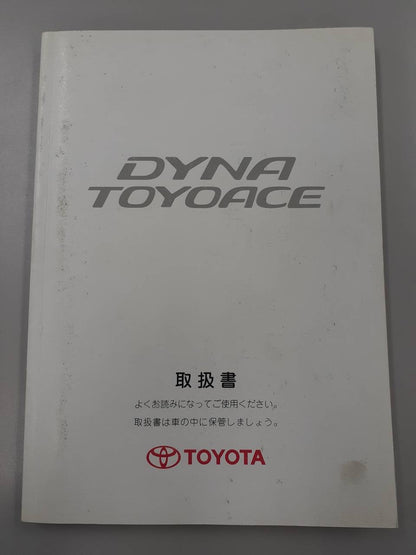 DYNA
TOYOACE
取扱書
よくお読みになってご使用ください。
取扱書は車の中に保管しましょう。
TOYOTA